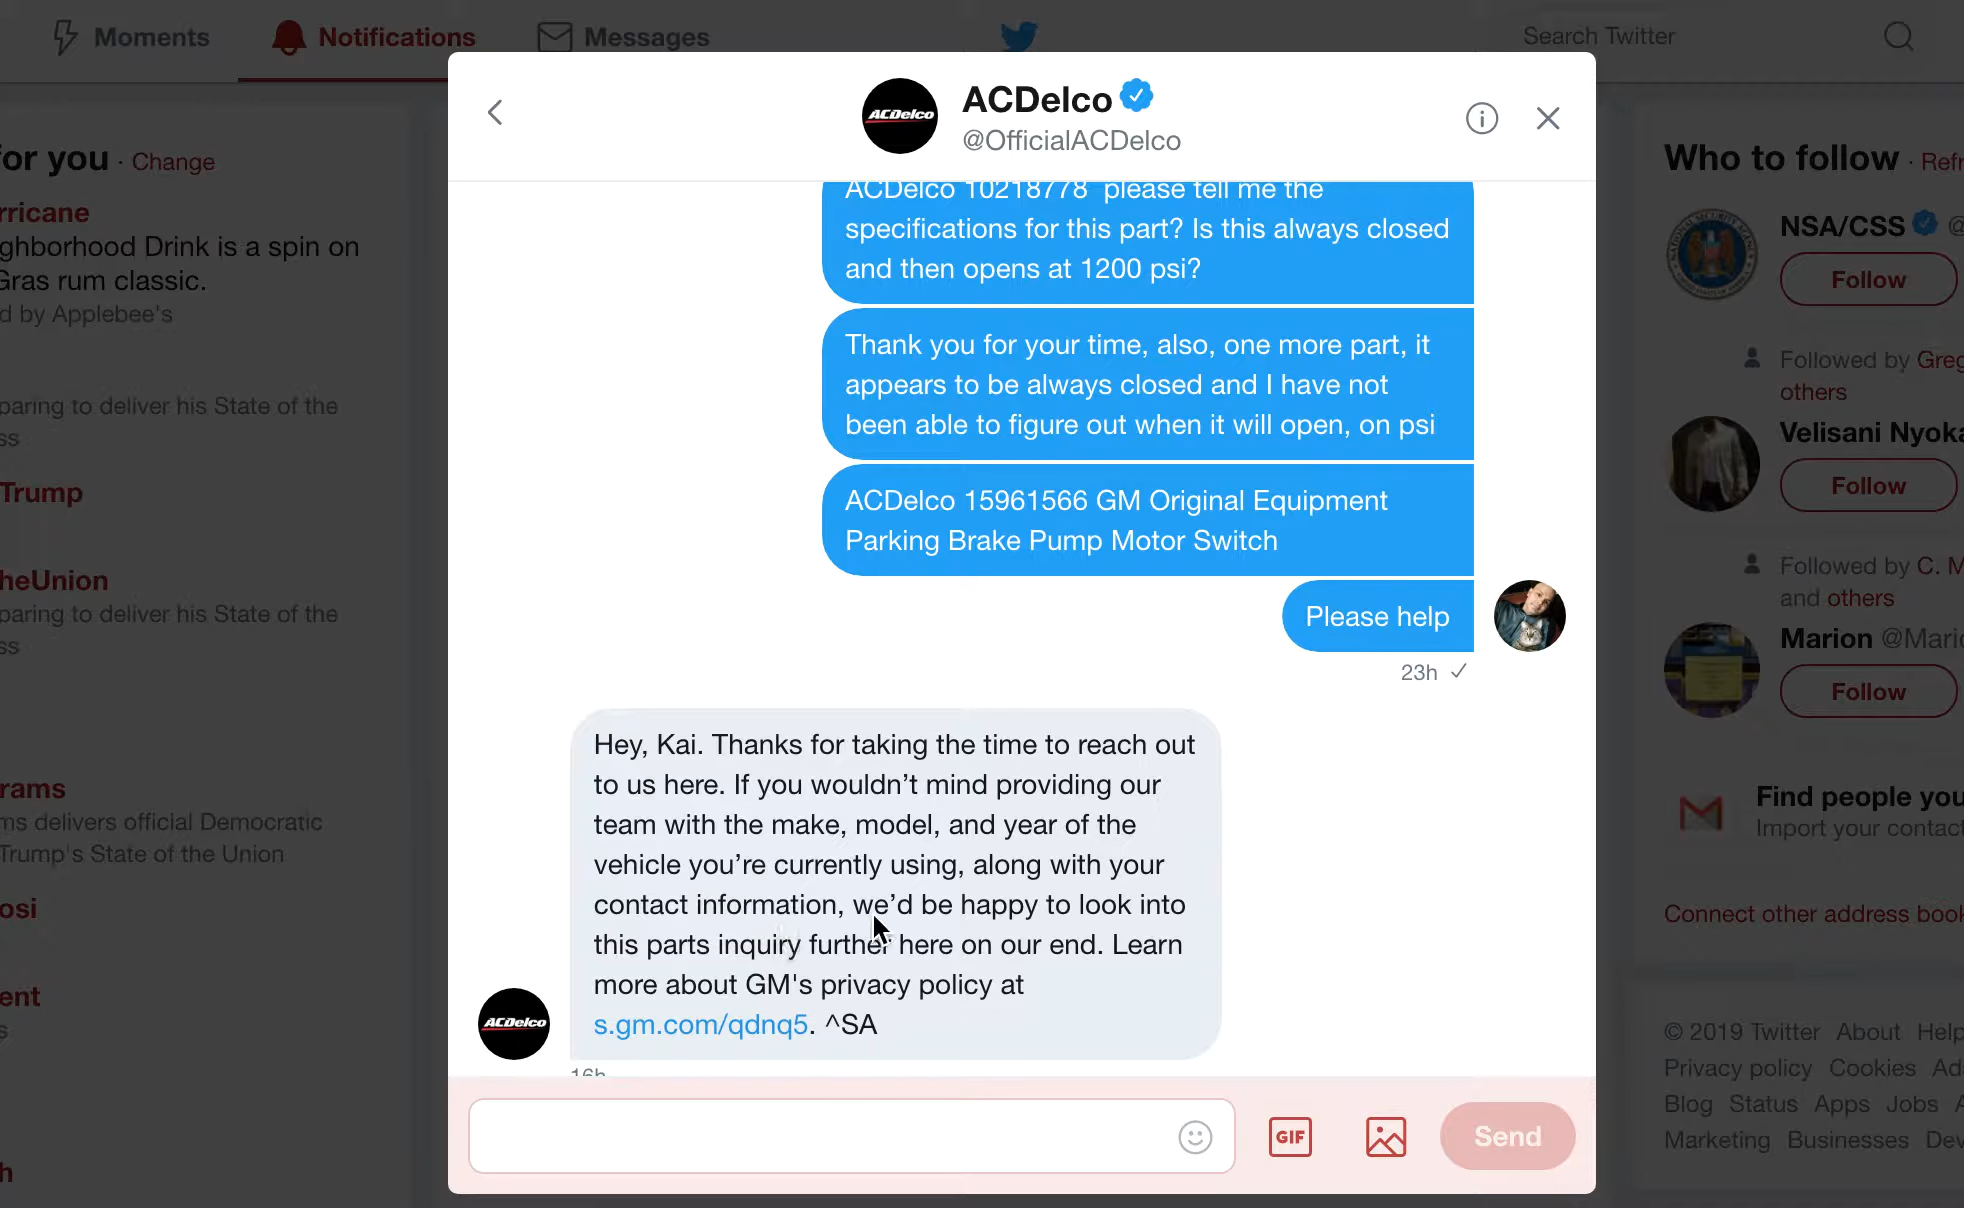 Moments
Notifications
Messages
Search Twitter
ACDelco
@OfficialACDelco
ACDelco
ACDelco 10218778 please tell me the
specifications for this part? Is this always closed
and then opens at 1200 psi?
Thank you for your time, also, one more part, it
appears to be always closed and I have not
been able to figure out when it will open, on psi
ACDelco 15961566 GM Original Equipment
Parking Brake Pump Motor Switch
Please help
23h
Hey, Kai. Thanks for taking the time to reach out
to us here. If you wouldn’t mind providing our
team with the make, model, and year of the
vehicle you’re currently using, along with your
contact information, we’d be happy to look into
this parts inquiry further here on our end. Learn
more about GM's privacy policy at
s.gm.com/qdnq5. ^SA
ACDelco
16h
GIF
Send
for you · Change
rricane
ghborhood Drink is a spin on
Gras rum classic.
d by Applebee's
paring to deliver his State of the
ss
Trump
heUnion
paring to deliver his State of the
ss
rams
ms delivers official Democratic
Trump's State of the Union
osi
ent
s
h
Who to follow · Refr
NSA/CSS @
Follow
Followed by Greg
others
Velisani Nyoka
Follow
Followed by C. M
and others
Marion @Mario
Follow
Find people you
Import your contact
Connect other address book
© 2019 Twitter About Help
Privacy policy Cookies Ads
Blog Status Apps Jobs A
Marketing Businesses Dev